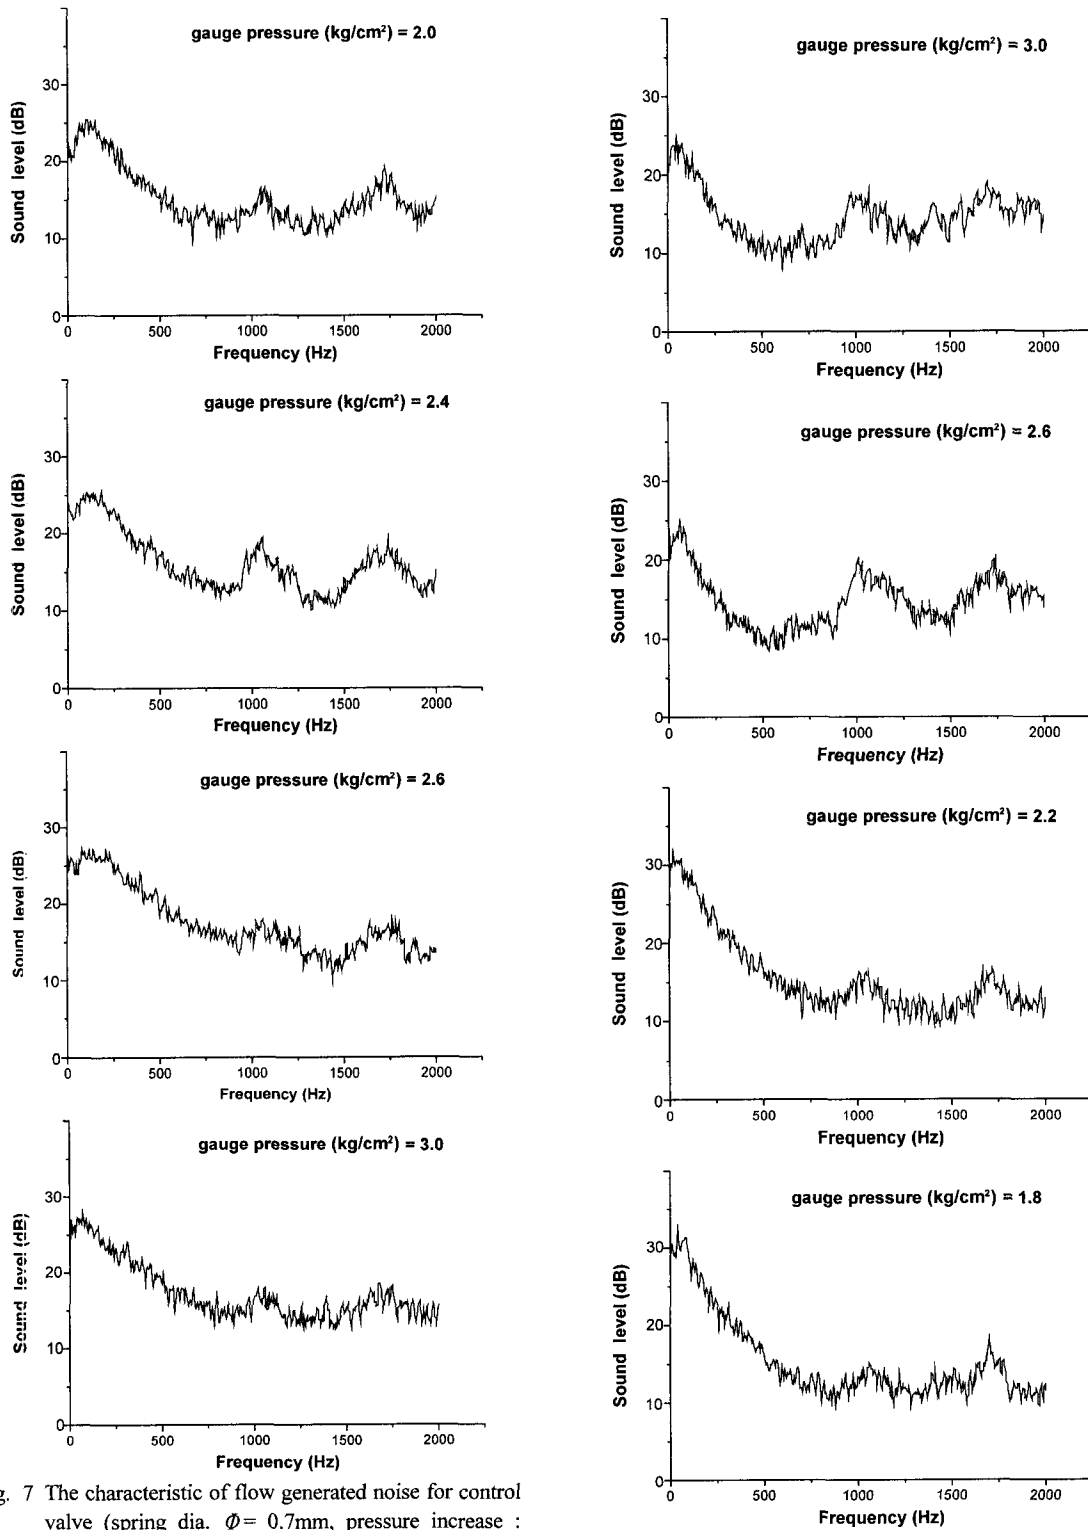 gauge pressure (kg/cm²) = 2.0
Sound level (dB)
30
20
10
0
0 500 1000 1500 2000
Frequency (Hz)
gauge pressure (kg/cm²) = 2.4
Sound level (dB)
30
20
10
0
0 500 1000 1500 2000
Frequency (Hz)
gauge pressure (kg/cm²) = 2.6
Sound level (dB)
30
20
10
0
0 500 1000 1500 2000
Frequency (Hz)
gauge pressure (kg/cm²) = 3.0
Sound level (dB)
30
20
10
0
0 500 1000 1500 2000
Frequency (Hz)
g. 7 The characteristic of flow generated noise for control
valve (spring dia. Φ= 0.7mm, pressure increase :
gauge pressure (kg/cm²) = 3.0
Sound level (dB)
30
20
10
0
0 500 1000 1500 2000
Frequency (Hz)
gauge pressure (kg/cm²) = 2.6
Sound level (dB)
30
20
10
0
0 500 1000 1500 2000
Frequency (Hz)
gauge pressure (kg/cm²) = 2.2
Sound level (dB)
30
20
10
0
0 500 1000 1500 2000
Frequency (Hz)
gauge pressure (kg/cm²) = 1.8
Sound level (dB)
30
20
10
0
0 500 1000 1500 2000
Frequency (Hz)